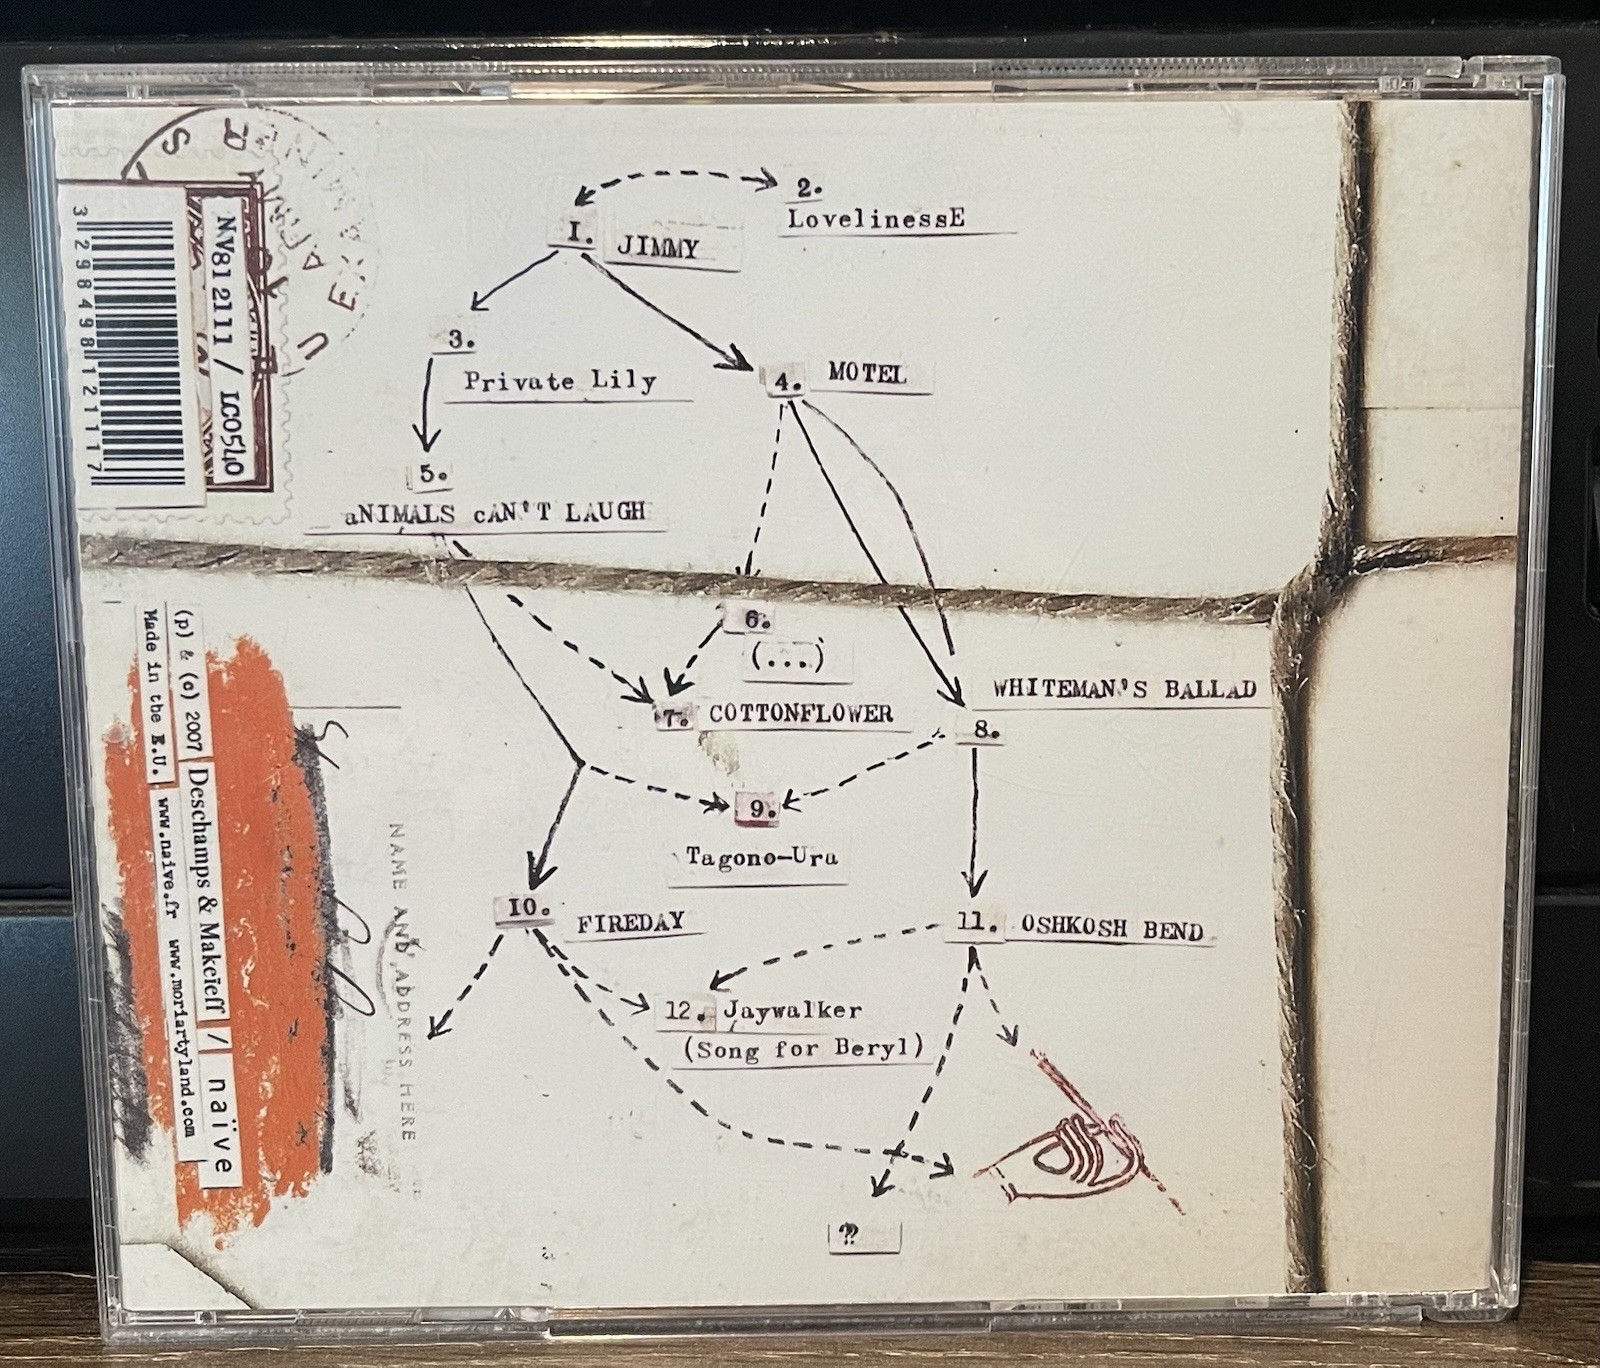 2.
LovelinessE
1.
JIMMY
3.
Private Lily
4.
MOTEL
5.
aNIMALS cAN'T LAUGH
6.
(...)
7.
COTTONFLOWER
WHITEMAN'S BALLAD
8.
9.
Tagono-Ura
10.
FIREDAY
11.
OSHKOSH BEND
12.
Jaywalker
(Song for Beryl)
?
3 298498 121117
NV812111 / LC0540
(p) & (c) 2007 Deschamps & Makeïeff / naïve
Made in the E.U. www.naive.fr www.moriartyland.com
NAME AND ADDRESS HERE